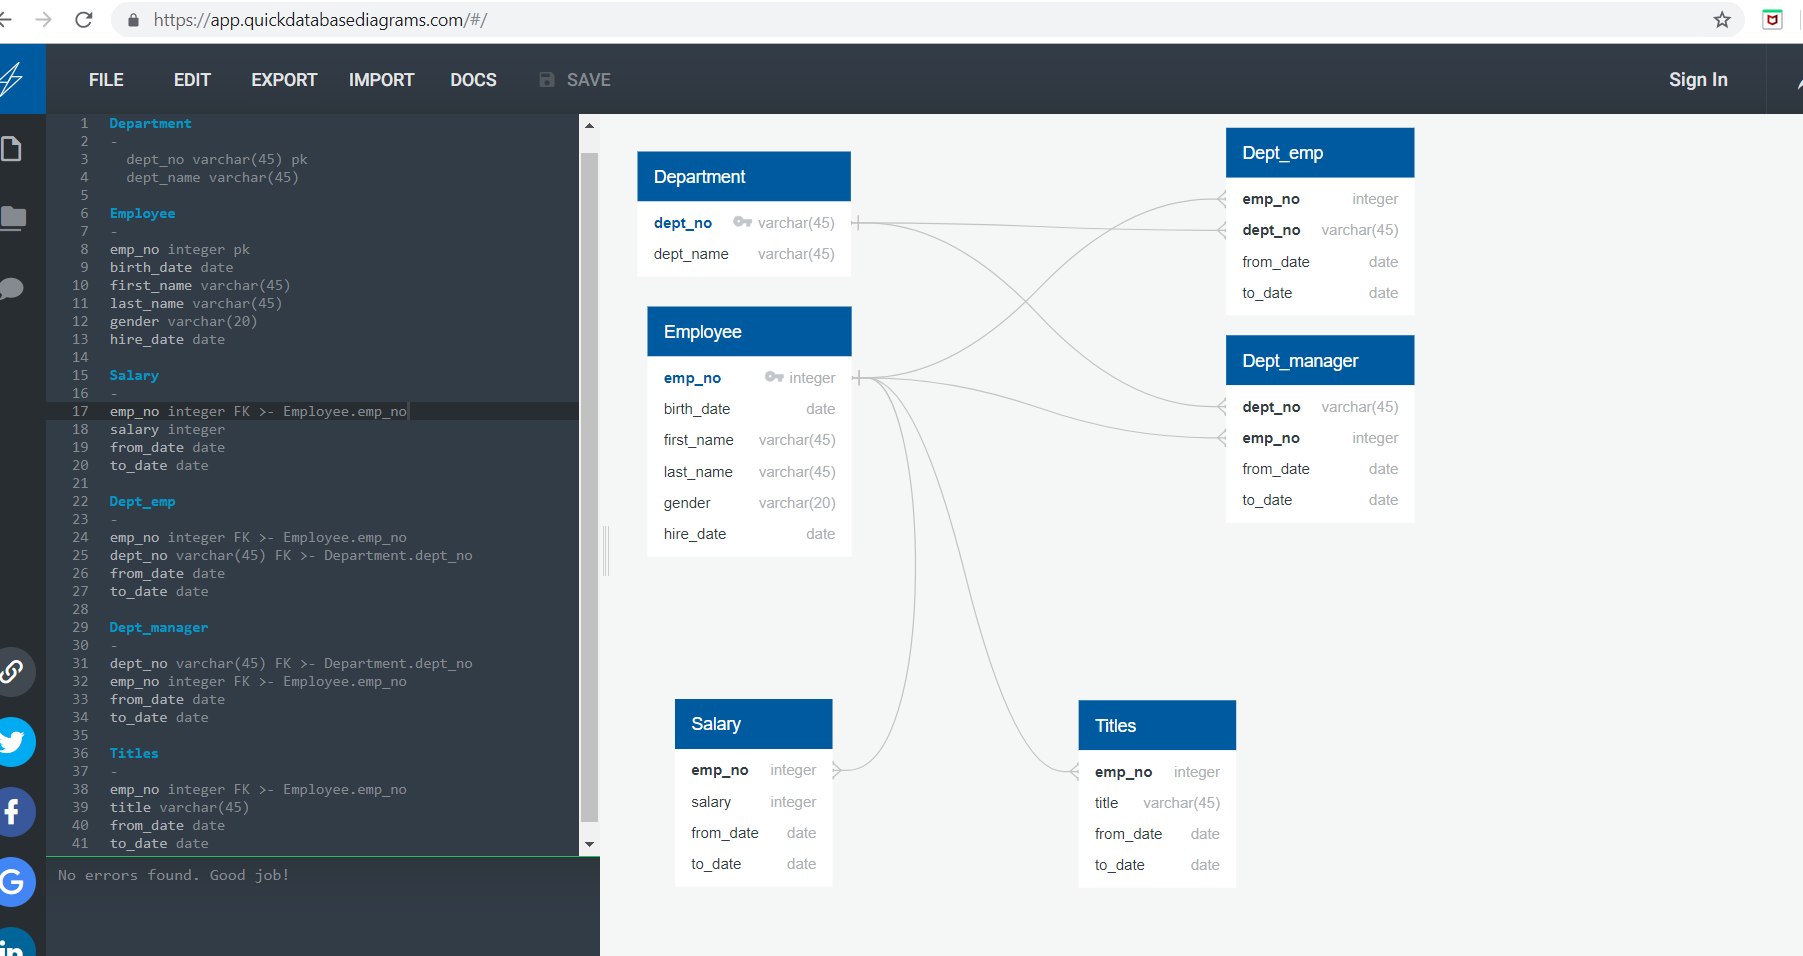 https://app.quickdatabasediagrams.com/#/
FILE EDIT EXPORT IMPORT DOCS SAVE Sign In
1 Department
2 -
3 dept_no varchar(45) pk
4 dept_name varchar(45)
5
6 Employee
7 -
8 emp_no integer pk
9 birth_date date
10 first_name varchar(45)
11 last_name varchar(45)
12 gender varchar(20)
13 hire_date date
14
15 Salary
16 -
17 emp_no integer FK >- Employee.emp_no
18 salary integer
19 from_date date
20 to_date date
21
22 Dept_emp
23 -
24 emp_no integer FK >- Employee.emp_no
25 dept_no varchar(45) FK >- Department.dept_no
26 from_date date
27 to_date date
28
29 Dept_manager
30 -
31 dept_no varchar(45) FK >- Department.dept_no
32 emp_no integer FK >- Employee.emp_no
33 from_date date
34 to_date date
35
36 Titles
37 -
38 emp_no integer FK >- Employee.emp_no
39 title varchar(45)
40 from_date date
41 to_date date
No errors found. Good job!
Department
dept_no varchar(45)
dept_name varchar(45)
Employee
emp_no integer
birth_date date
first_name varchar(45)
last_name varchar(45)
gender varchar(20)
hire_date date
Dept_emp
emp_no integer
dept_no varchar(45)
from_date date
to_date date
Dept_manager
dept_no varchar(45)
emp_no integer
from_date date
to_date date
Salary
emp_no integer
salary integer
from_date date
to_date date
Titles
emp_no integer
title varchar(45)
from_date date
to_date date